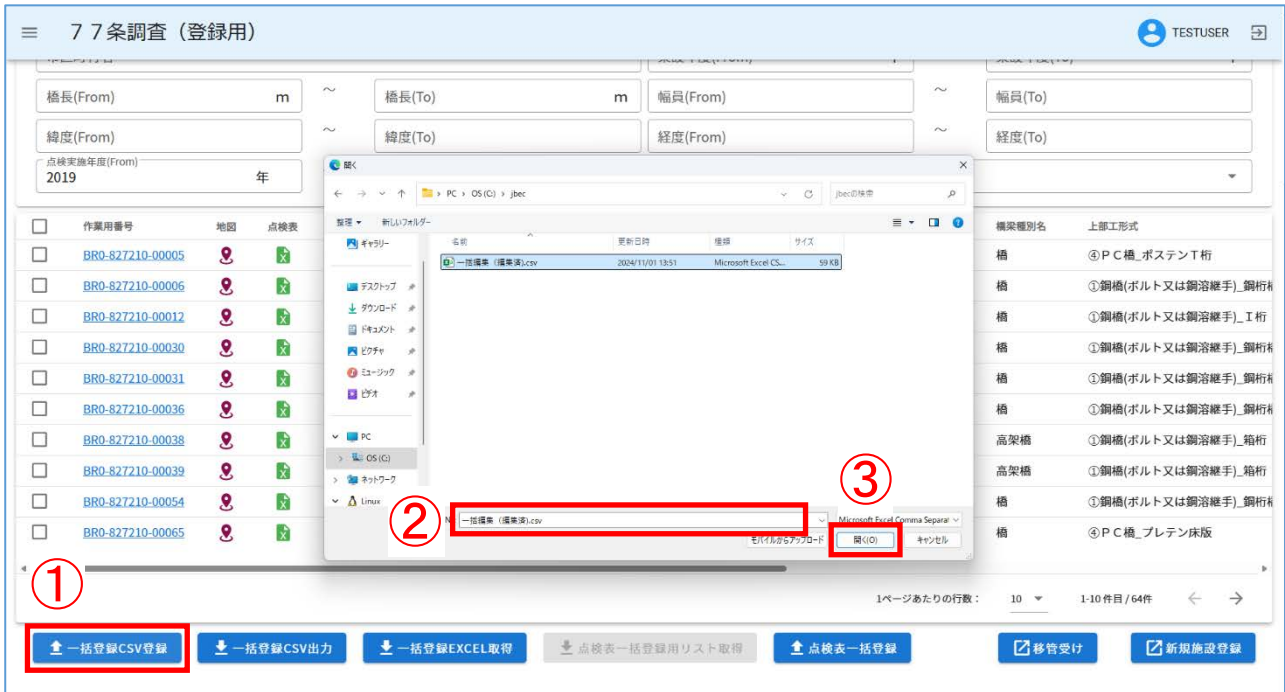 ７７条調査（登録用）
TESTUSER
橋長(From) m ～ 橋長(To) m 幅員(From) ～ 幅員(To)
緯度(From) ～ 緯度(To) 経度(From) ～ 経度(To)
点検実施年度(From)
2019 年
開く
PC › OS (C:) › jbec
jbecの検索
整理 新しいフォルダー
名前 更新日時 種類 サイズ
一括編集（編集済).csv 2024/11/01 13:51 Microsoft Excel CS... 59 KB
ギャラリー
デスクトップ
ダウンロード
ドキュメント
ピクチャ
ミュージック
ビデオ
PC
OS (C:)
ネットワーク
Linux
② 一括編集（編集済).csv
Microsoft Excel Comma Separar
③
モバイルからアップロード 開く(O) キャンセル
作業用番号 地図 点検表 橋梁種別名 上部工形式
BR0-827210-00005 橋 ④ＰＣ橋_ポステンＴ桁
BR0-827210-00006 橋 ①鋼橋(ボルト又は鋼溶継手)_鋼桁
BR0-827210-00012 橋 ①鋼橋(ボルト又は鋼溶継手)_Ｉ桁
BR0-827210-00030 橋 ①鋼橋(ボルト又は鋼溶継手)_鋼桁
BR0-827210-00031 橋 ①鋼橋(ボルト又は鋼溶継手)_鋼桁
BR0-827210-00036 橋 ①鋼橋(ボルト又は鋼溶継手)_鋼桁
BR0-827210-00038 高架橋 ①鋼橋(ボルト又は鋼溶継手)_箱桁
BR0-827210-00039 高架橋 ①鋼橋(ボルト又は鋼溶継手)_箱桁
BR0-827210-00054 橋 ①鋼橋(ボルト又は鋼溶継手)_鋼桁
BR0-827210-00065 橋 ④ＰＣ橋_プレテン床版
①
1ページあたりの行数： 10 1-10 件目 / 64件
一括登録CSV登録 一括登録CSV出力 一括登録EXCEL取得 点検表一括登録用リスト取得 点検表一括登録 移管受け 新規施設登録